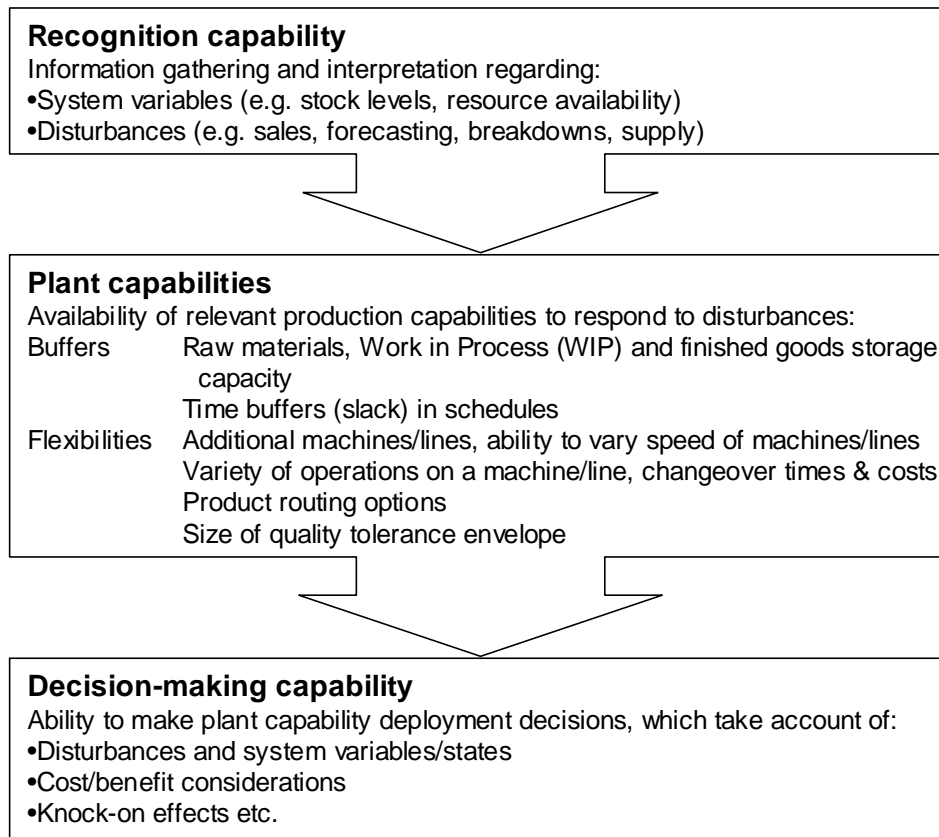 Recognition capability
Information gathering and interpretation regarding:
•System variables (e.g. stock levels, resource availability)
•Disturbances (e.g. sales, forecasting, breakdowns, supply)
Plant capabilities
Availability of relevant production capabilities to respond to disturbances:
Buffers Raw materials, Work in Process (WIP) and finished goods storage
capacity
Time buffers (slack) in schedules
Flexibilities Additional machines/lines, ability to vary speed of machines/lines
Variety of operations on a machine/line, changeover times & costs
Product routing options
Size of quality tolerance envelope
Decision-making capability
Ability to make plant capability deployment decisions, which take account of:
•Disturbances and system variables/states
•Cost/benefit considerations
•Knock-on effects etc.